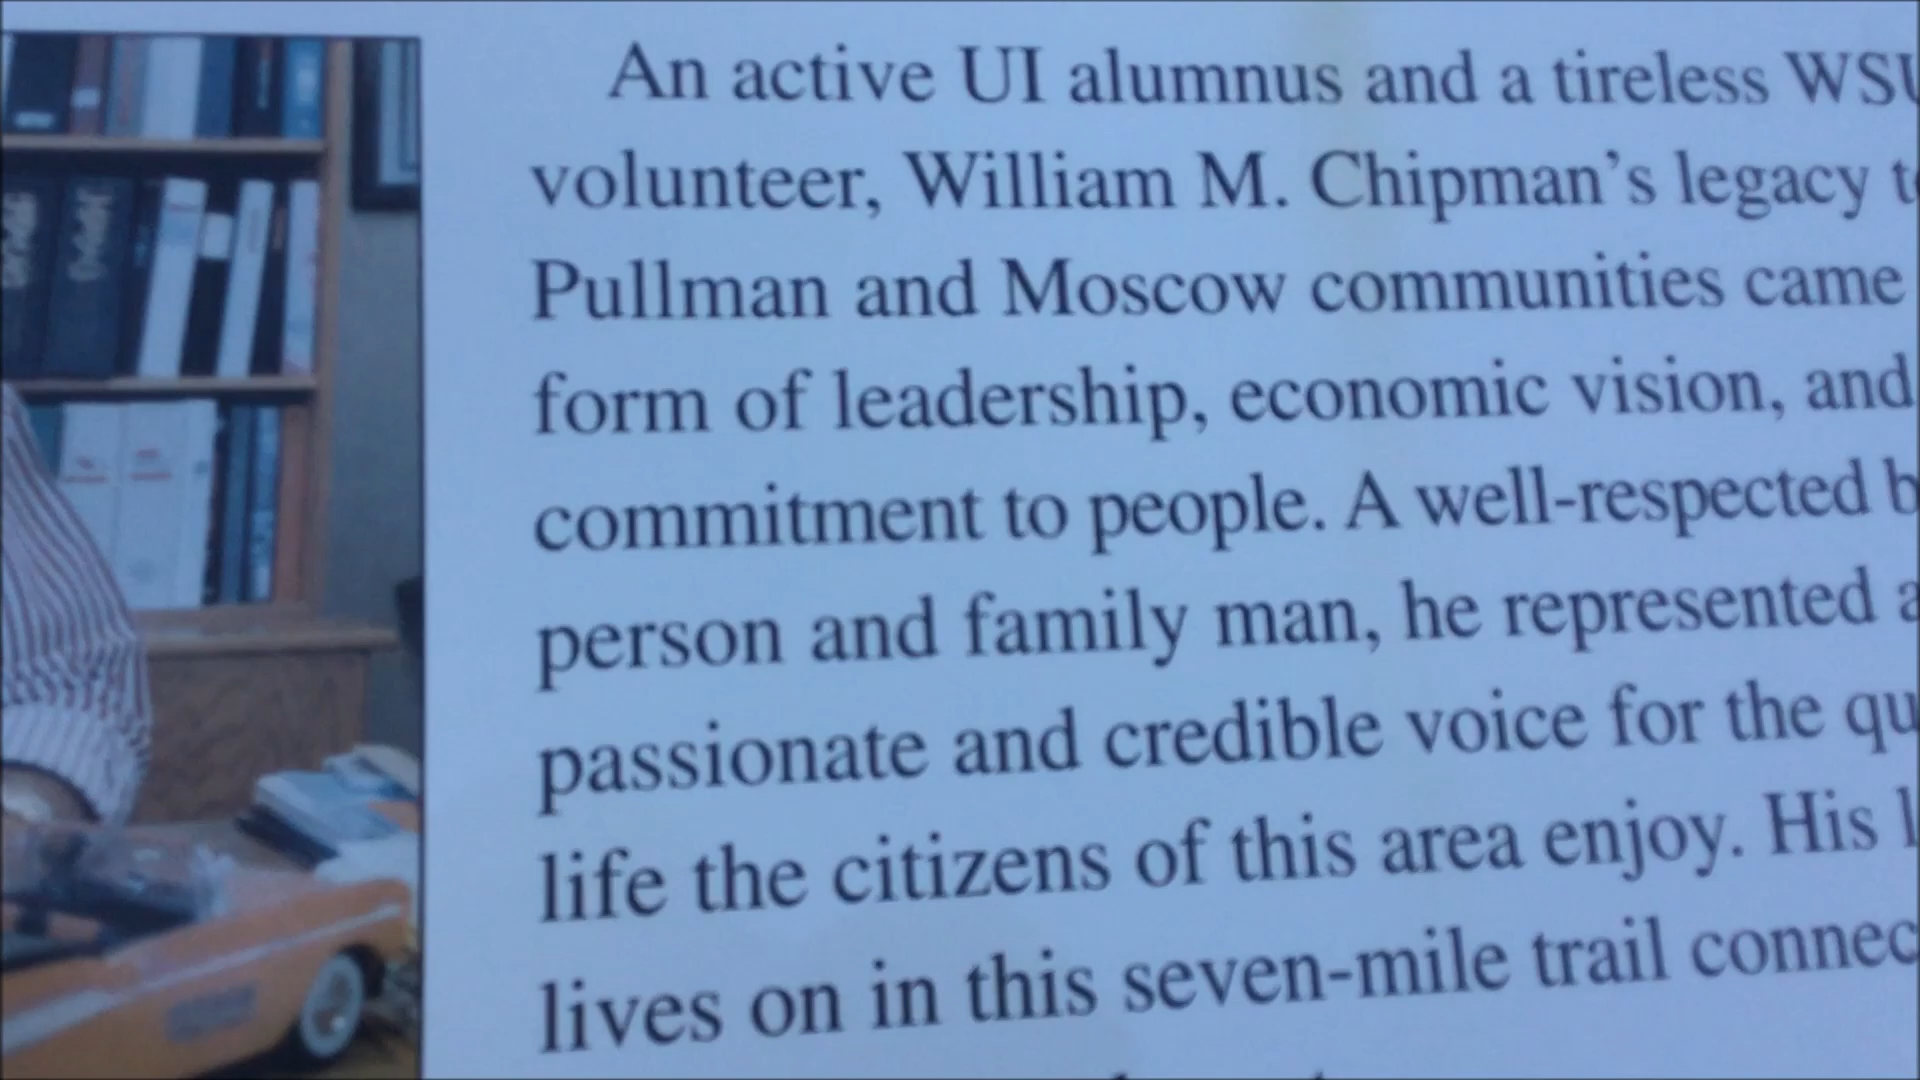 An active UI alumnus and a tireless WSU
volunteer, William M. Chipman's legacy
Pullman and Moscow communities came
form of leadership, economic vision, and
commitment to people. A well-respected
person and family man, he represented
passionate and credible voice for the
life the citizens of this area enjoy. His
lives on in this seven-mile trail